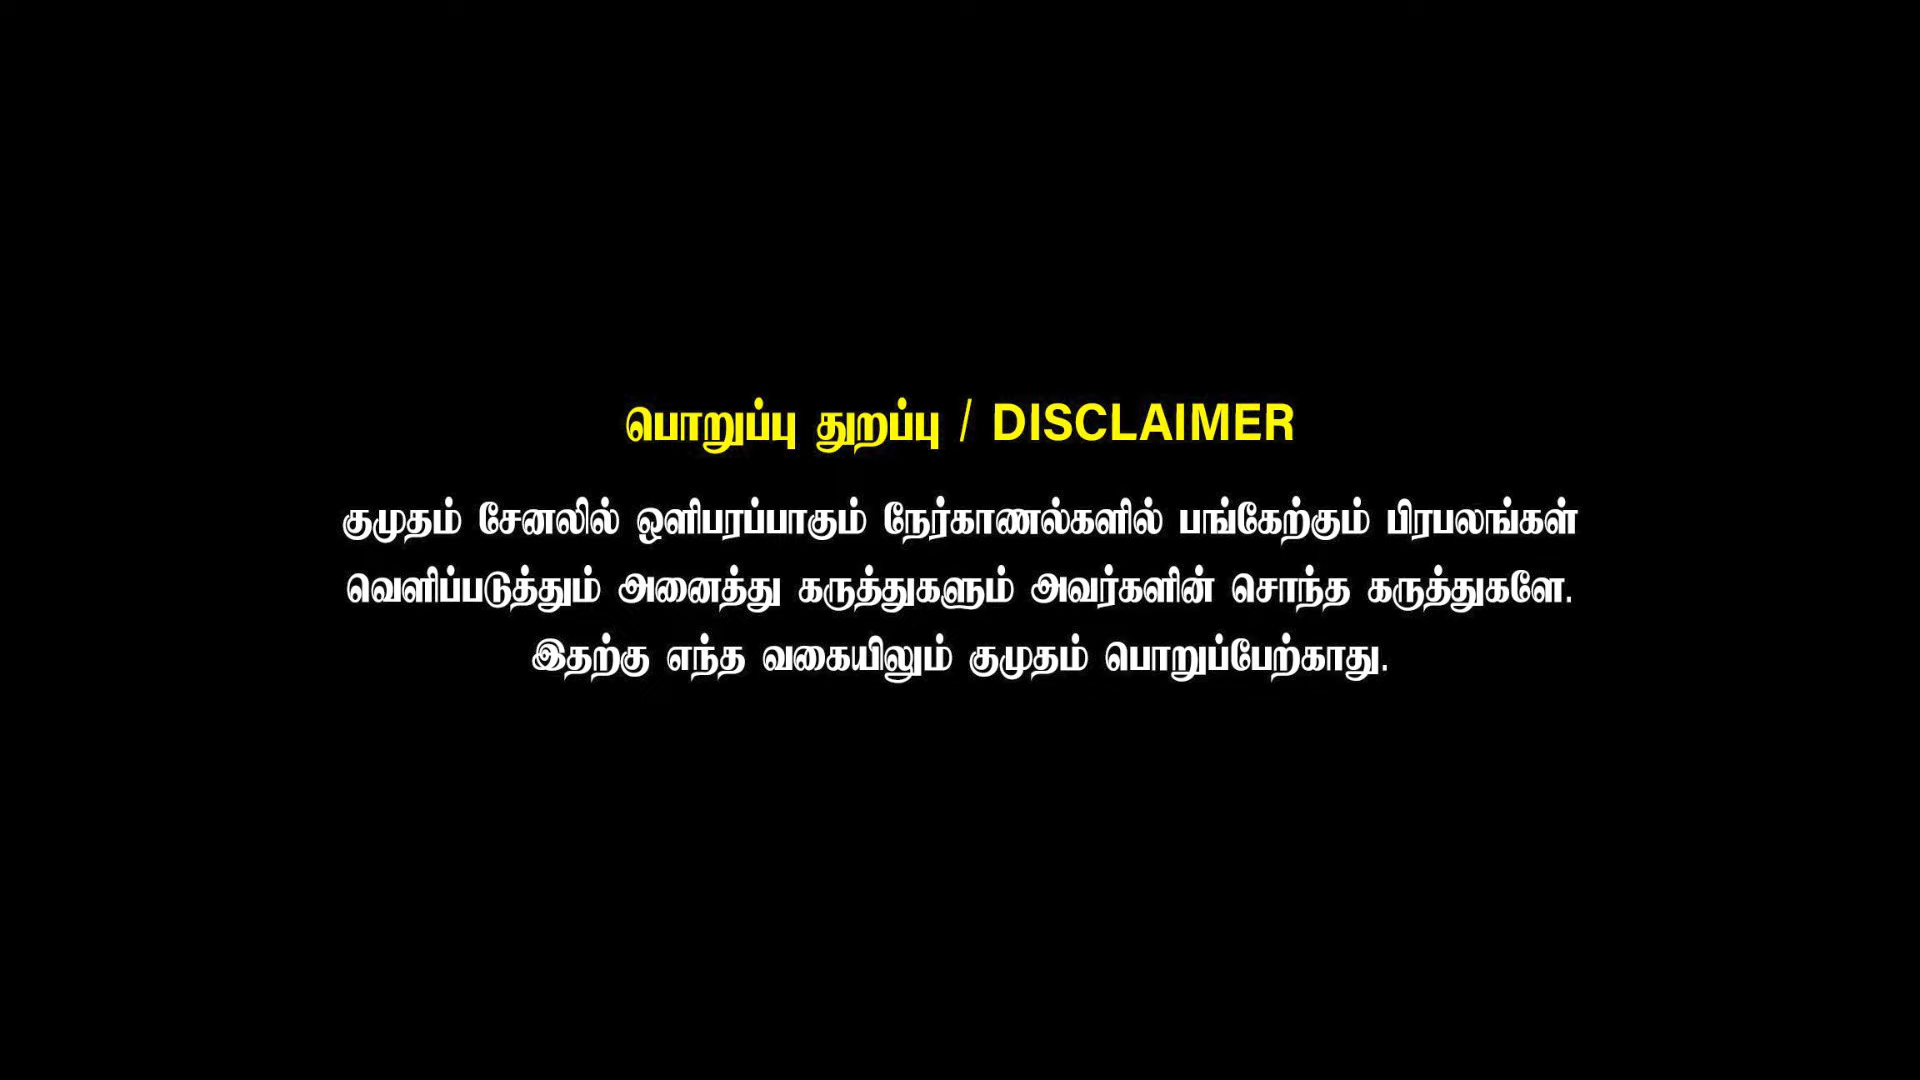 பொறுப்பு துறப்பு / DISCLAIMER
குமுதம் சேனலில் ஒளிபரப்பாகும் நேர்காணல்களில் பங்கேற்கும் பிரபலங்கள்
வெளிப்படுத்தும் அனைத்து கருத்துகளும் அவர்களின் சொந்த கருத்துகளே.
இதற்கு எந்த வகையிலும் குமுதம் பொறுப்பேற்காது.